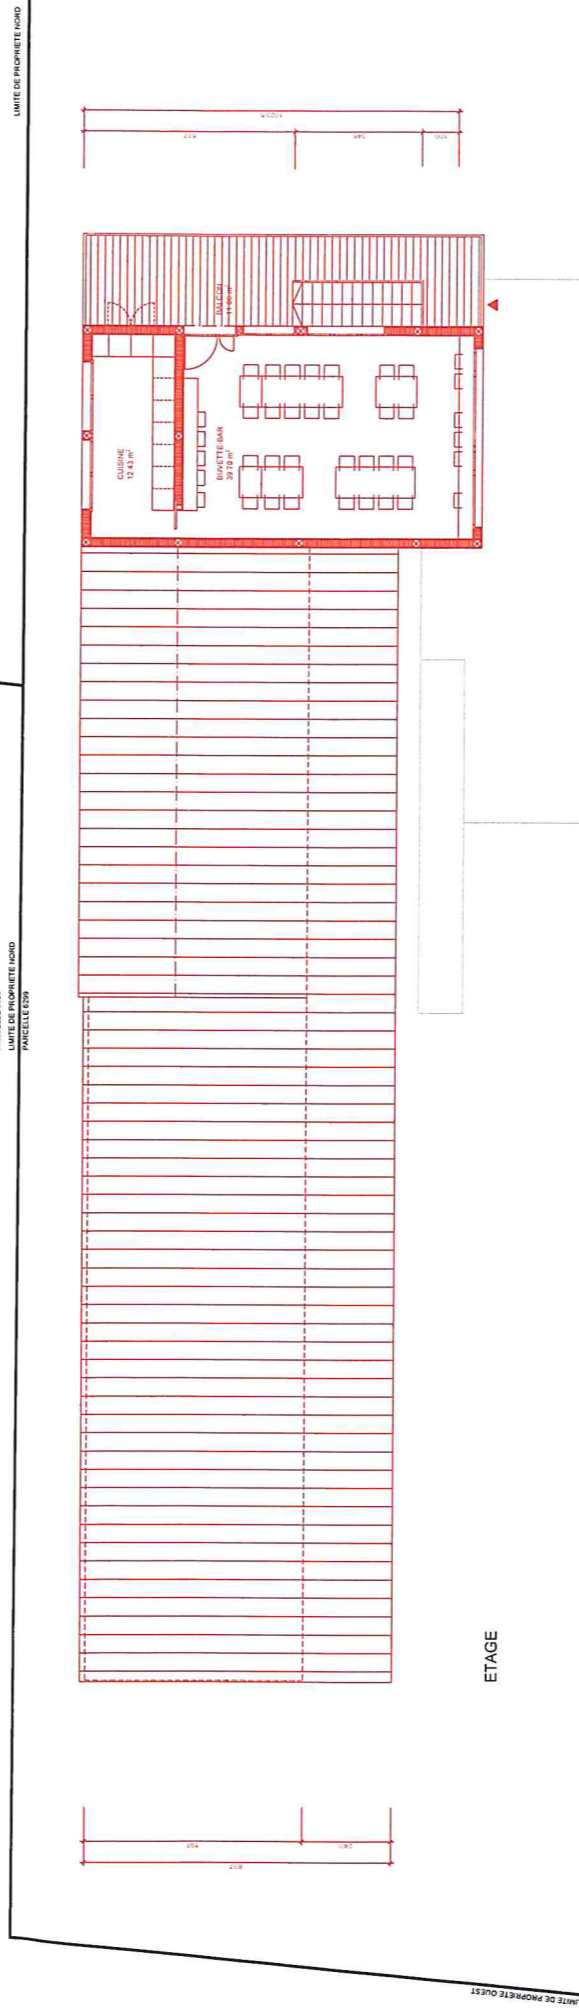 LIMITE DE PROPRIETE NORD
BALCON
11.00 m²
CUISINE
12.43 m²
BUVETTE-BAR
39.70 m²
LIMITE DE PROPRIETE NORD
PARCELLE 6299
ETAGE
LIMITE DE PROPRIETE OUEST